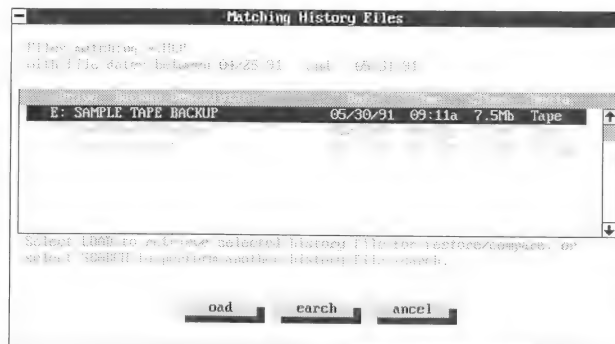 Matching History Files
Files matching
with file dates between 04/25/91 and 05/31/91
E: SAMPLE TAPE BACKUP 05/30/91 09:11a 7.5Mb Tape
Select LOAD to retrieve selected history file for restore/compare, or
select SEARCH to perform another history file search.
oad earch ancel